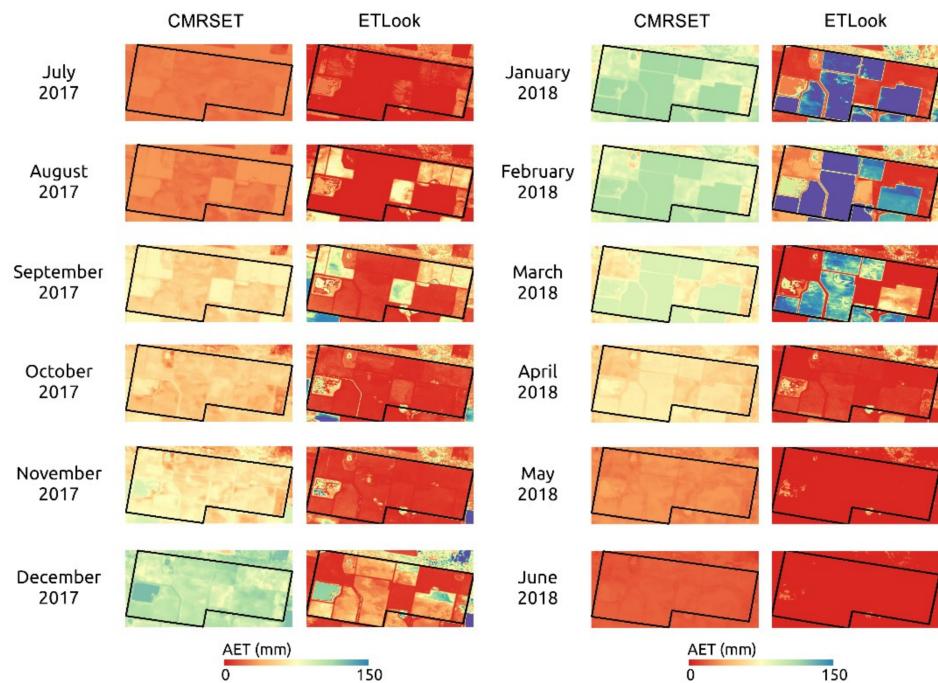 CMRSET ETLook CMRSET ETLook
July
2017
January
2018
August
2017
February
2018
September
2017
March
2018
October
2017
April
2018
November
2017
May
2018
December
2017
June
2018
AET (mm)
0 150
AET (mm)
0 150